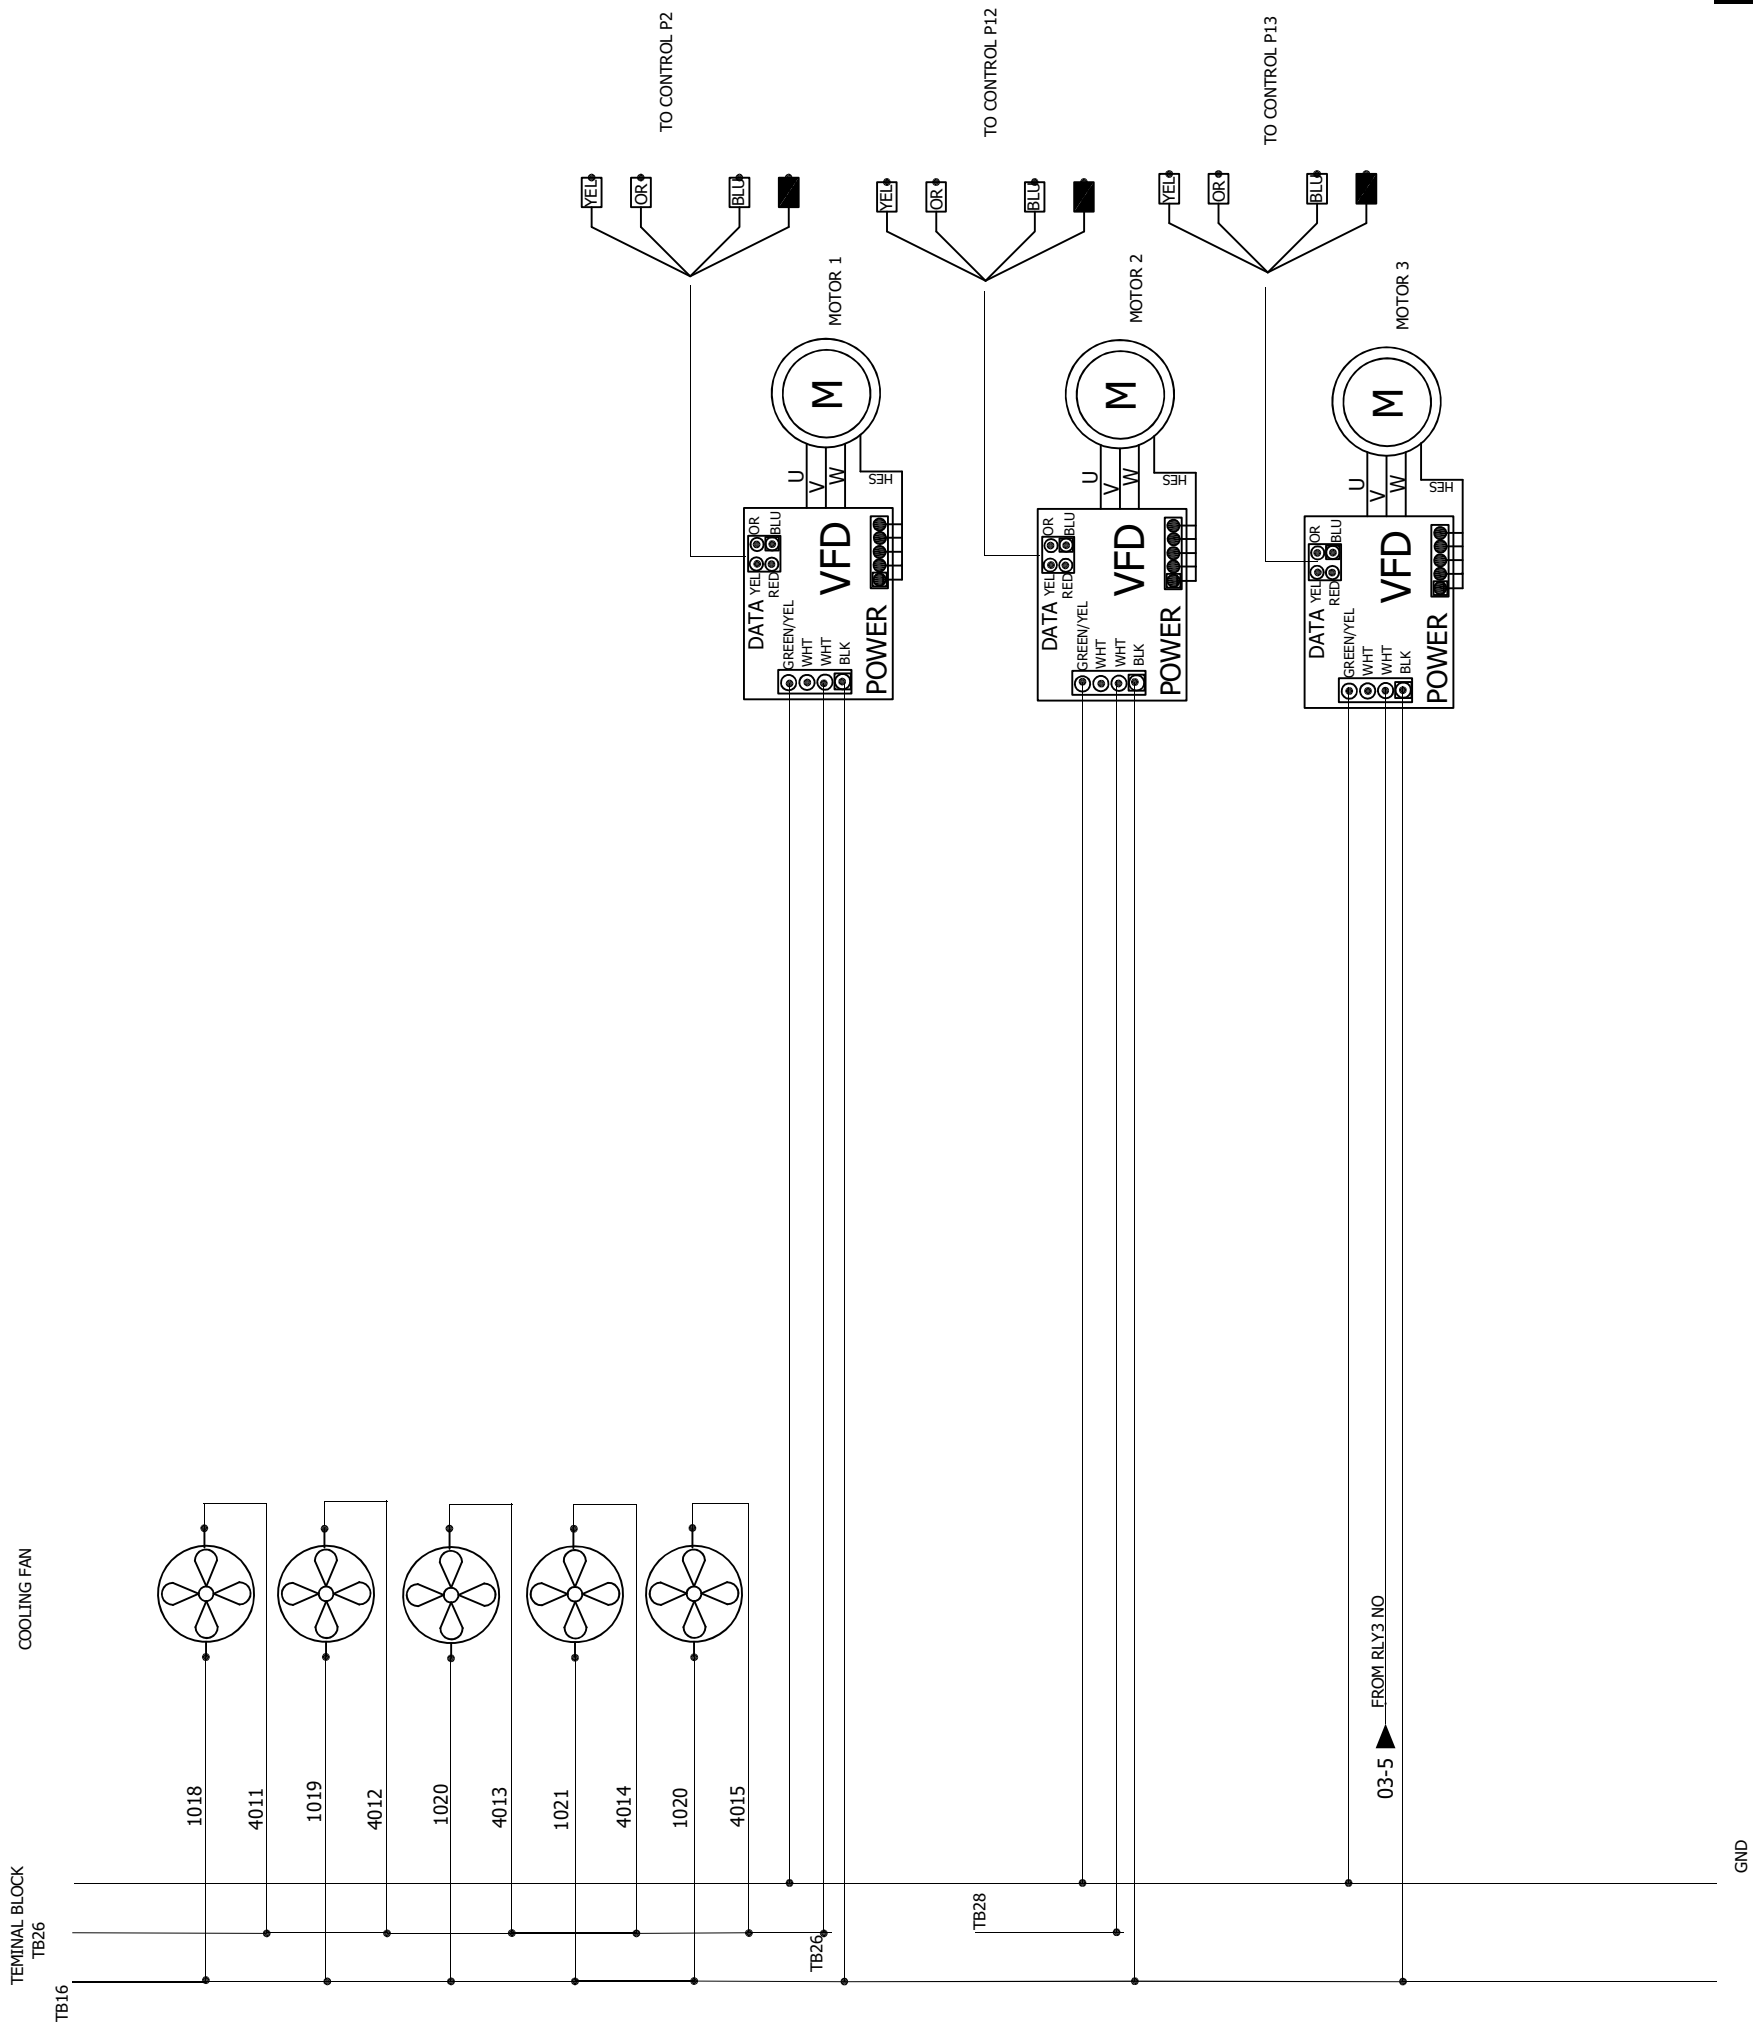 TO CONTROL P2
TO CONTROL P12
TO CONTROL P13
YEL
OR
BLU
YEL
OR
BLU
YEL
OR
BLU
MOTOR 1
MOTOR 2
MOTOR 3
M
M
M
U
V
W
HES
U
V
W
HES
U
V
W
HES
DATA
YEL
OR
RED
BLU
VFD
GREEN/YEL
WHT
WHT
BLK
POWER
DATA
YEL
OR
RED
BLU
VFD
GREEN/YEL
WHT
WHT
BLK
POWER
DATA
YEL
OR
RED
BLU
VFD
GREEN/YEL
WHT
WHT
BLK
POWER
COOLING FAN
1018
4011
1019
4012
1020
4013
1021
4014
1020
4015
FROM RLY3 NO
03-5
TEMINAL BLOCK
TB26
TB16
TB26
TB28
GND